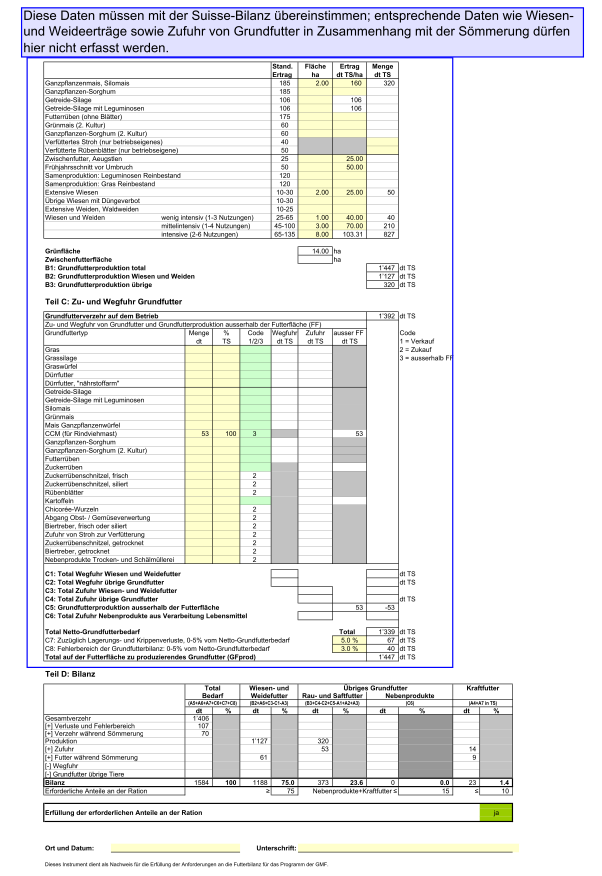 Diese Daten müssen mit der Suisse-Bilanz übereinstimmen; entsprechende Daten wie Wiesen-
und Weideerträge sowie Zufuhr von Grundfutter in Zusammenhang mit der Sömmerung dürfen
hier nicht erfasst werden.
Stand. Fläche Ertrag Menge
Ertrag ha dt TS/ha dt TS
Ganzpflanzenmais, Silomais 185 2.00 160 320
Ganzpflanzen-Sorghum 185
Getreide-Silage 106 106
Getreide-Silage mit Leguminosen 106 106
Futterrüben (ohne Blätter) 175
Grünmais (2. Kultur) 60
Ganzpflanzen-Sorghum (2. Kultur) 60
Verfüttertes Stroh (nur betriebseigenes) 40
Verfütterte Rübenblätter (nur betriebseigene) 50
Zwischenfutter, Aeugstlen 25 25.00
Frühjahrsschnitt vor Umbruch 50 50.00
Samenproduktion: Leguminosen Reinbestand 120
Samenproduktion: Gras Reinbestand 120
Extensive Wiesen 10-30 2.00 25.00 50
Übrige Wiesen mit Düngeverbot 10-30
Extensive Weiden, Waldweiden 10-25
Wiesen und Weiden wenig intensiv (1-3 Nutzungen) 25-65 1.00 40.00 40
mittelintensiv (1-4 Nutzungen) 45-100 3.00 70.00 210
intensive (2-6 Nutzungen) 65-135 8.00 103.31 827
Grünfläche 14.00 ha
Zwischenfutterfläche ha
B1: Grundfutterproduktion total 1'447 dt TS
B2: Grundfutterproduktion Wiesen und Weiden 1'127 dt TS
B3: Grundfutterproduktion übrige 320 dt TS
Teil C: Zu- und Wegfuhr Grundfutter
Grundfutterverzehr auf dem Betrieb 1'392 dt TS
Zu- und Wegfuhr von Grundfutter und Grundfutterproduktion ausserhalb der Futterfläche (FF)
Grundfuttertyp Menge % Code Wegfuhr Zufuhr ausser FF Code
dt TS 1/2/3 dt TS dt TS dt TS 1 = Verkauf
2 = Zukauf
Gras
Grassilage 3 = ausserhalb FF
Graswürfel
Dürrfutter
Dürrfutter, "nährstoffarm"
Getreide-Silage
Getreide-Silage mit Leguminosen
Silomais
Grünmais
Mais Ganzpflanzenwürfel
CCM (für Rindviehmast) 53 100 3 53
Ganzpflanzen-Sorghum
Ganzpflanzen-Sorghum (2. Kultur)
Futterrüben
Zuckerrüben
Zuckerrübenschnitzel, frisch 2
Zuckerrübenschnitzel, siliert 2
Rübenblätter 2
Kartoffeln
Chicorée-Wurzeln 2
Abgang Obst- / Gemüseverwertung 2
Biertreber, frisch oder siliert 2
Zufuhr von Stroh zur Verfütterung 2
Zuckerrübenschnitzel, getrocknet 2
Biertreber, getrocknet 2
Nebenprodukte Trocken- und Schälmüllerei 2
C1: Total Wegfuhr Wiesen und Weidefutter
C2: Total Wegfuhr übrige Grundfutter dt TS
C3: Total Zufuhr Wiesen- und Weidefutter
C4: Total Zufuhr übrige Grundfutter dt TS
C5: Grundfutterproduktion ausserhalb der Futterfläche 53 -53
C6: Total Zufuhr Nebenprodukte aus Verarbeitung Lebensmittel
Total Netto-Grundfutterbedarf Total 1'339 dt TS
C7: Zuzüglich Lagerungs- und Krippenverluste, 0-5% vom Netto-Grundfutterbedarf 5.0 % 67 dt TS
C8: Fehlerbereich der Grundfutterbilanz: 0-5% vom Netto-Grundfutterbedarf 3.0 % 40 dt TS
Total auf der Futterfläche zu produzierendes Grundfutter (GFprod) 1'447 dt TS
Teil D: Bilanz
Total Wiesen- und Übriges Grundfutter Kraftfutter
Bedarf Weidefutter Rau- und Saftfutter Nebenprodukte
(A5+A6+A7+C6+C7+C8) (B2+A6+C3-C1-A3) (B3+C4-C2+C5-A1+A2+A3) (C6) (A4+A7 in TS)
dt % dt % dt % dt % dt %
Gesamtverzehr 1'406
[+] Verluste und Fehlerbereich 107
[+] Verzehr während Sömmerung 70
Produktion 1'127 320
[+] Zufuhr 53 14
[+] Futter während Sömmerung 61 9
[-] Wegfuhr
[-] Grundfutter übrige Tiere
Bilanz 1584 100 1188 75.0 373 23.6 0 0.0 23 1.4
Erforderliche Anteile an der Ration ≥ 75 Nebenprodukte+Kraftfutter ≤ 15 ≤ 10
Erfüllung der erforderlichen Anteile an der Ration ja
Ort und Datum: Unterschrift:
Dieses Instrument dient als Nachweis für die Erfüllung der Anforderungen an die Futterbilanz für das Programm der GMF.